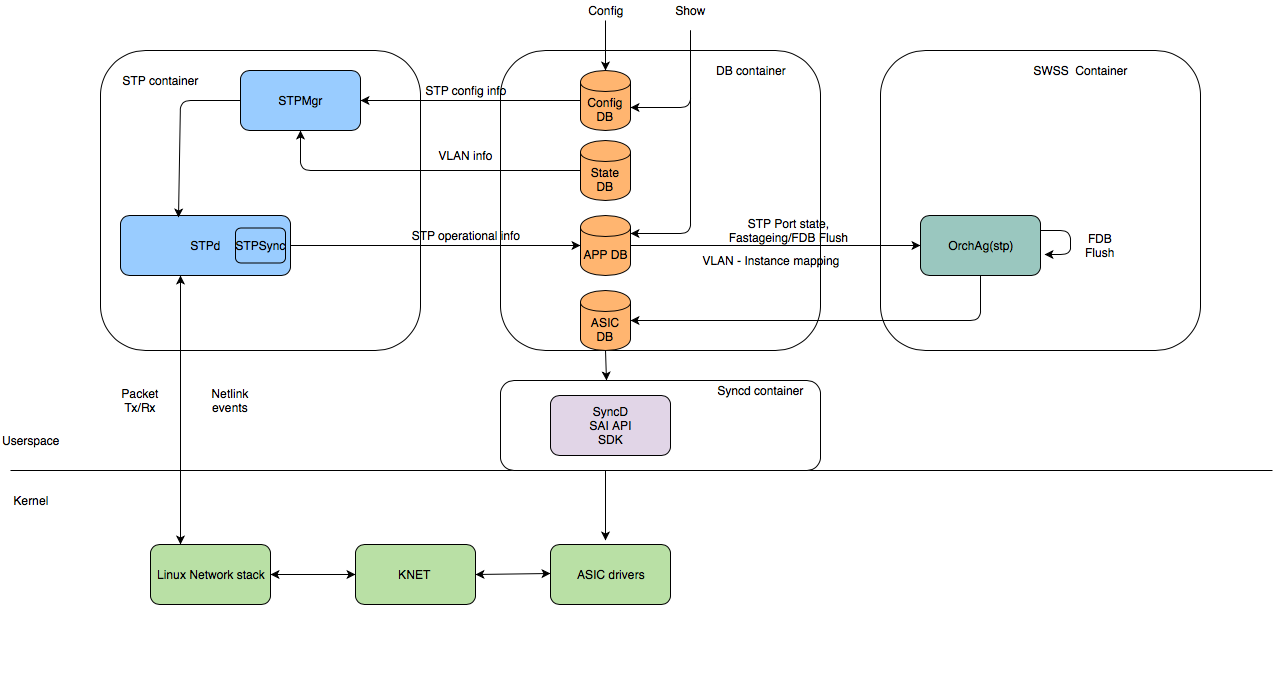 Config
Show
STP container
DB container
SWSS Container
STPMgr
STP config info
Config
DB
VLAN info
State
DB
STPd
STPSync
STP operational info
APP DB
STP Port state,
Fastageing/FDB Flush
VLAN - Instance mapping
OrchAg(stp)
FDB
Flush
ASIC
DB
Packet
Tx/Rx
Netlink
events
Syncd container
SyncD
SAI API
SDK
Userspace
Kernel
Linux Network stack
KNET
ASIC drivers